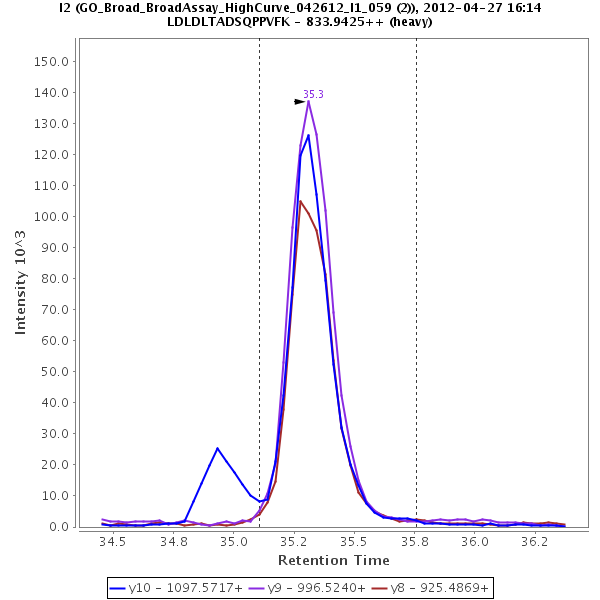 I2 (GO_Broad_BroadAssay_HighCurve_042612_I1_059 (2)), 2012-04-27 16:14
LDLDLTADSQPPVFK - 833.9425++ (heavy)
35.3
150.0
140.0
130.0
120.0
110.0
100.0
90.0
80.0
70.0
60.0
50.0
40.0
30.0
20.0
10.0
0.0
Intensity 10^3
34.5 34.8 35.0 35.2 35.5 35.8 36.0 36.2
Retention Time
y10 - 1097.5717+ y9 - 996.5240+ y8 - 925.4869+